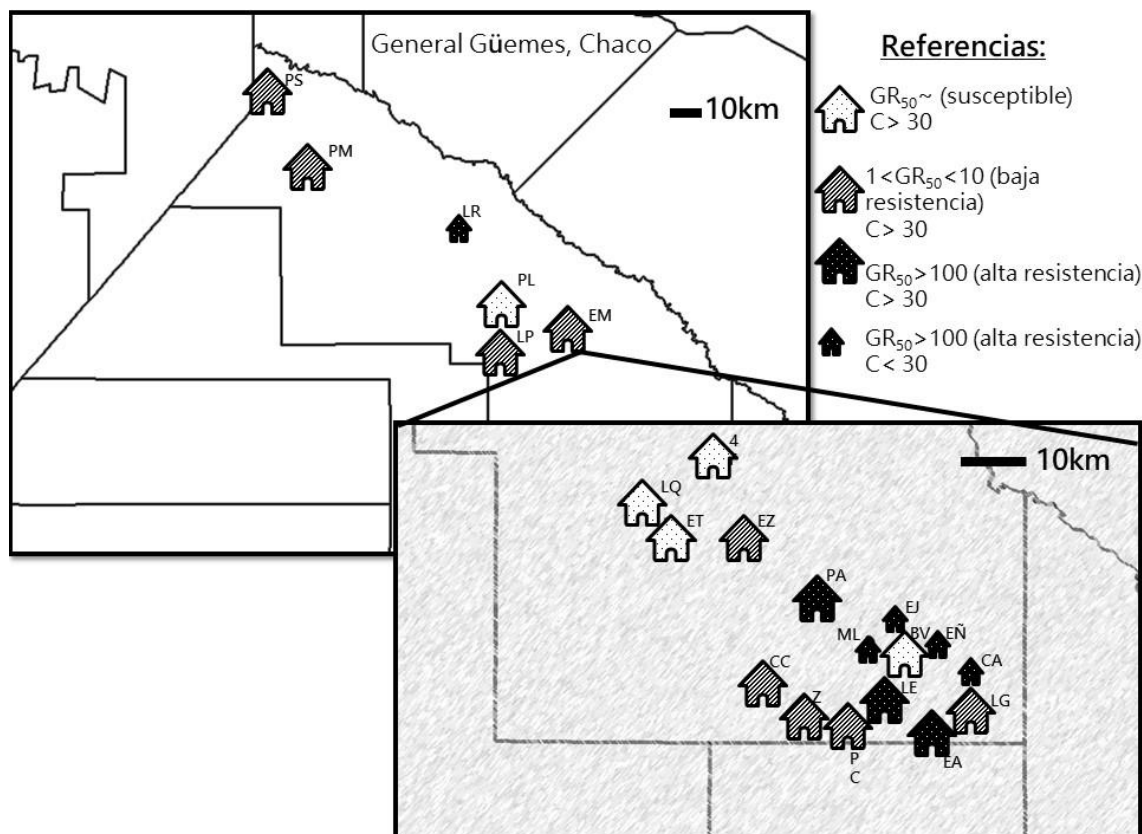 General Güemes, Chaco
PS
PM
10km
LR
PL
EM
LP
Referencias:
GR₅₀~ (susceptible)
C> 30
1<GR₅₀<10 (baja
resistencia)
C> 30
GR₅₀>100 (alta resistencia)
C> 30
GR₅₀>100 (alta resistencia)
C< 30
4
10km
LQ
ET
EZ
PA
EJ
ML
BV
EÑ
CC
CA
LE
Z
LG
P
C
EA